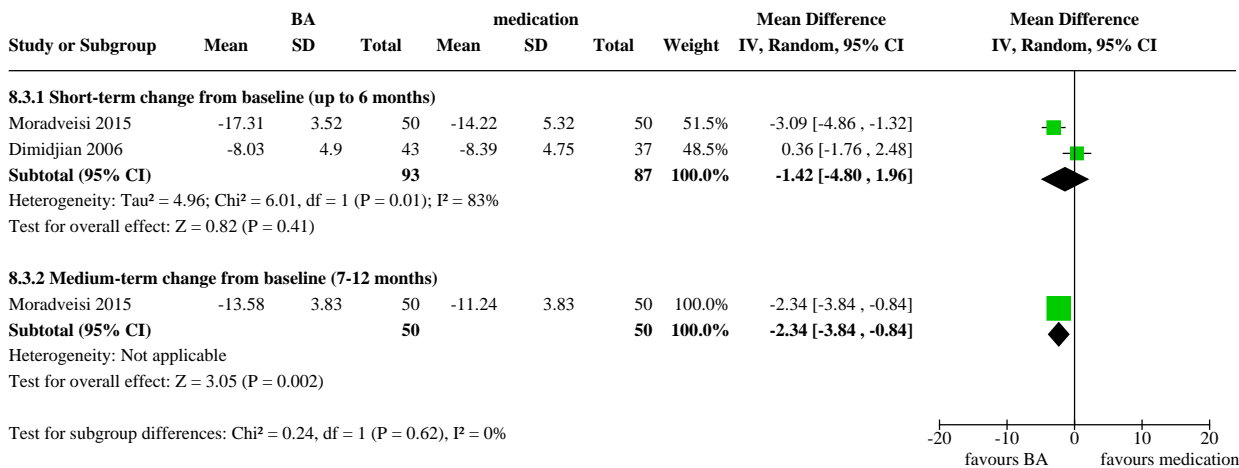 BA medication Mean Difference Mean Difference
Study or Subgroup Mean SD Total Mean SD Total Weight IV, Random, 95% CI IV, Random, 95% CI
8.3.1 Short-term change from baseline (up to 6 months)
Moradveisi 2015 -17.31 3.52 50 -14.22 5.32 50 51.5% -3.09 [-4.86 , -1.32]
Dimidjian 2006 -8.03 4.9 43 -8.39 4.75 37 48.5% 0.36 [-1.76 , 2.48]
Subtotal (95% CI) 93 87 100.0% -1.42 [-4.80 , 1.96]
Heterogeneity: Tau² = 4.96; Chi² = 6.01, df = 1 (P = 0.01); I² = 83%
Test for overall effect: Z = 0.82 (P = 0.41)
8.3.2 Medium-term change from baseline (7-12 months)
Moradveisi 2015 -13.58 3.83 50 -11.24 3.83 50 100.0% -2.34 [-3.84 , -0.84]
Subtotal (95% CI) 50 50 100.0% -2.34 [-3.84 , -0.84]
Heterogeneity: Not applicable
Test for overall effect: Z = 3.05 (P = 0.002)
Test for subgroup differences: Chi² = 0.24, df = 1 (P = 0.62), I² = 0%
-20 -10 0 10 20
favours BA favours medication